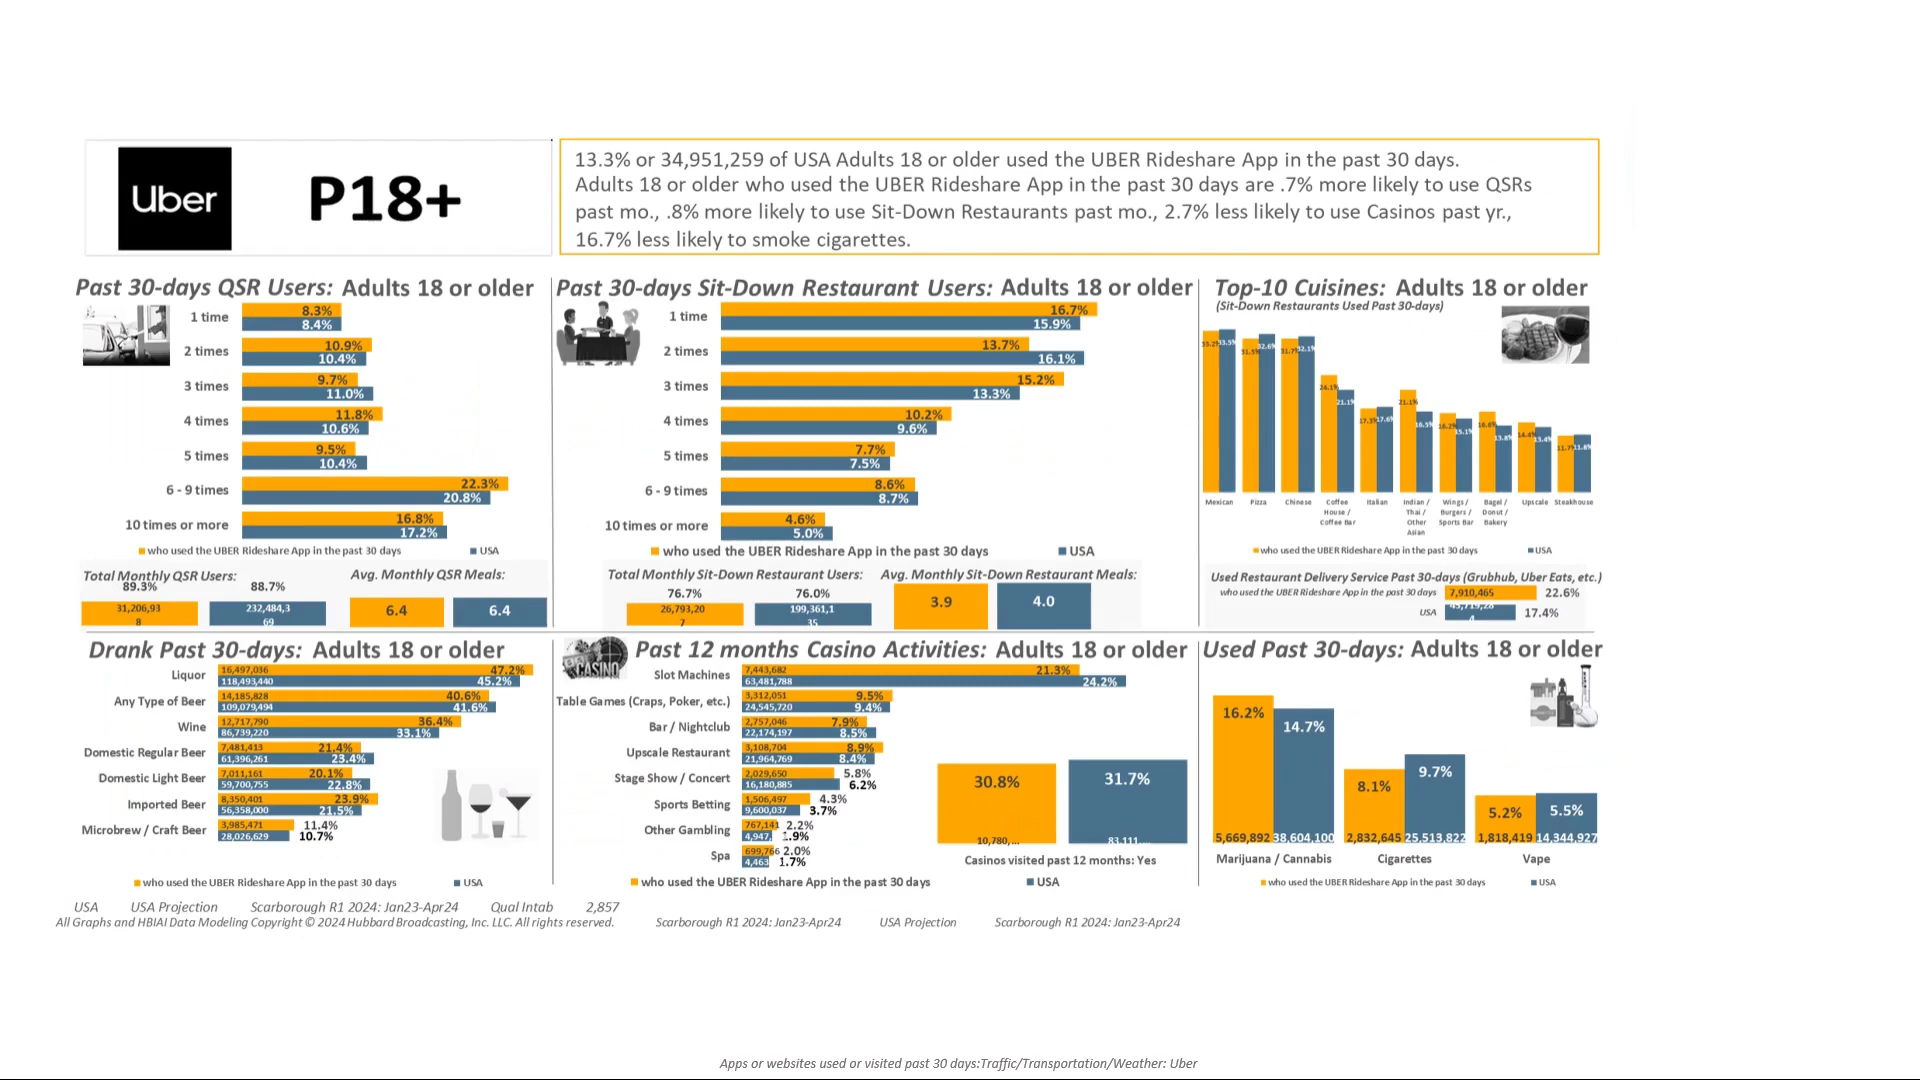 Uber
P18+
13.3% or 34,951,259 of USA Adults 18 or older used the UBER Rideshare App in the past 30 days.
Adults 18 or older who used the UBER Rideshare App in the past 30 days are .7% more likely to use QSRs
past mo., .8% more likely to use Sit-Down Restaurants past mo., 2.7% less likely to use Casinos past yr.,
16.7% less likely to smoke cigarettes.
Past 30-days QSR Users: Adults 18 or older
1 time 8.3%
8.4%
2 times 10.9%
10.4%
3 times 9.7%
11.0%
4 times 11.8%
10.6%
5 times 9.5%
10.4%
6 - 9 times 22.3%
20.8%
10 times or more 16.8%
17.2%
who used the UBER Rideshare App in the past 30 days USA
Total Monthly QSR Users:
89.3% 88.7%
31,206,93
8
232,484,3
69
Avg. Monthly QSR Meals:
6.4 6.4
Past 30-days Sit-Down Restaurant Users: Adults 18 or older
1 time 16.7%
15.9%
2 times 13.7%
16.1%
3 times 15.2%
13.3%
4 times 10.2%
9.6%
5 times 7.7%
7.5%
6 - 9 times 8.6%
8.7%
10 times or more 4.6%
5.0%
who used the UBER Rideshare App in the past 30 days USA
Total Monthly Sit-Down Restaurant Users:
76.7% 76.0%
26,793,20
7
199,361,1
35
Avg. Monthly Sit-Down Restaurant Meals:
3.9 4.0
Top-10 Cuisines: Adults 18 or older
(Sit-Down Restaurants Used Past 30-days)
33.2% 33.5%
31.5% 32.6%
31.7% 32.1%
24.1% 21.1%
17.3% 17.6%
21.1% 16.5%
16.2% 15.1%
16.6% 13.8%
14.4% 13.4%
11.7% 11.8%
Mexican
Pizza
Chinese
Coffee
House /
Coffee Bar
Italian
Indian /
Thai /
Other
Asian
Wings /
Burgers /
Sports Bar
Bagel /
Donut /
Bakery
Upscale
Steakhouse
who used the UBER Rideshare App in the past 30 days USA
Used Restaurant Delivery Service Past 30-days (Grubhub, Uber Eats, etc.)
who used the UBER Rideshare App in the past 30 days 7,910,465 22.6%
USA 17.4%
Drank Past 30-days: Adults 18 or older
Liquor 16,497,036 47.2%
118,493,440 45.2%
Any Type of Beer 14,185,828 40.6%
109,079,494 41.6%
Wine 12,717,790 36.4%
86,739,220 33.1%
Domestic Regular Beer 7,481,413 21.4%
61,396,261 23.4%
Domestic Light Beer 7,011,161 20.1%
59,700,755 22.8%
Imported Beer 8,350,401 23.9%
56,358,000 21.5%
Microbrew / Craft Beer 3,985,471 11.4%
28,026,629 10.7%
who used the UBER Rideshare App in the past 30 days USA
CASINO
Past 12 months Casino Activities: Adults 18 or older
Slot Machines 7,443,682 21.3%
63,481,788 24.2%
Table Games (Craps, Poker, etc.) 3,312,051 9.5%
24,545,720 9.4%
Bar / Nightclub 2,757,046 7.9%
22,174,197 8.5%
Upscale Restaurant 3,108,704 8.9%
21,964,769 8.4%
Stage Show / Concert 2,029,650 5.8%
16,180,885 6.2%
Sports Betting 1,506,497 4.3%
9,600,037 3.7%
Other Gambling 767,141 2.2%
4,947 1.9%
Spa 699,766 2.0%
4,463 1.7%
30.8% 31.7%
10,780,... 83,111,...
Casinos visited past 12 months: Yes
who used the UBER Rideshare App in the past 30 days USA
Used Past 30-days: Adults 18 or older
16.2% 14.7%
8.1% 9.7%
5.2% 5.5%
5,669,892 38,604,100 2,832,645 25,513,822 1,818,419 14,344,927
Marijuana / Cannabis Cigarettes Vape
who used the UBER Rideshare App in the past 30 days USA
USA USA Projection Scarborough R1 2024: Jan23-Apr24 Qual Intab 2,857
All Graphs and HBIAI Data Modeling Copyright © 2024 Hubbard Broadcasting, Inc. LLC. All rights reserved. Scarborough R1 2024: Jan23-Apr24 USA Projection Scarborough R1 2024: Jan23-Apr24
Apps or websites used or visited past 30 days:Traffic/Transportation/Weather: Uber